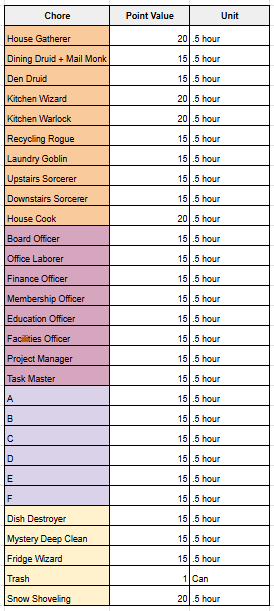 Chore Point Value Unit
House Gatherer 20 .5 hour
Dining Druid + Mail Monk 15 .5 hour
Den Druid 15 .5 hour
Kitchen Wizard 20 .5 hour
Kitchen Warlock 20 .5 hour
Recycling Rogue 15 .5 hour
Laundry Goblin 15 .5 hour
Upstairs Sorcerer 15 .5 hour
Downstairs Sorcerer 15 .5 hour
House Cook 20 .5 hour
Board Officer 15 .5 hour
Office Laborer 15 .5 hour
Finance Officer 15 .5 hour
Membership Officer 15 .5 hour
Education Officer 15 .5 hour
Facilities Officer 15 .5 hour
Project Manager 15 .5 hour
Task Master 15 .5 hour
A 15 .5 hour
B 15 .5 hour
C 15 .5 hour
D 15 .5 hour
E 15 .5 hour
F 15 .5 hour
Dish Destroyer 15 .5 hour
Mystery Deep Clean 15 .5 hour
Fridge Wizard 15 .5 hour
Trash 1 Can
Snow Shoveling 20 .5 hour